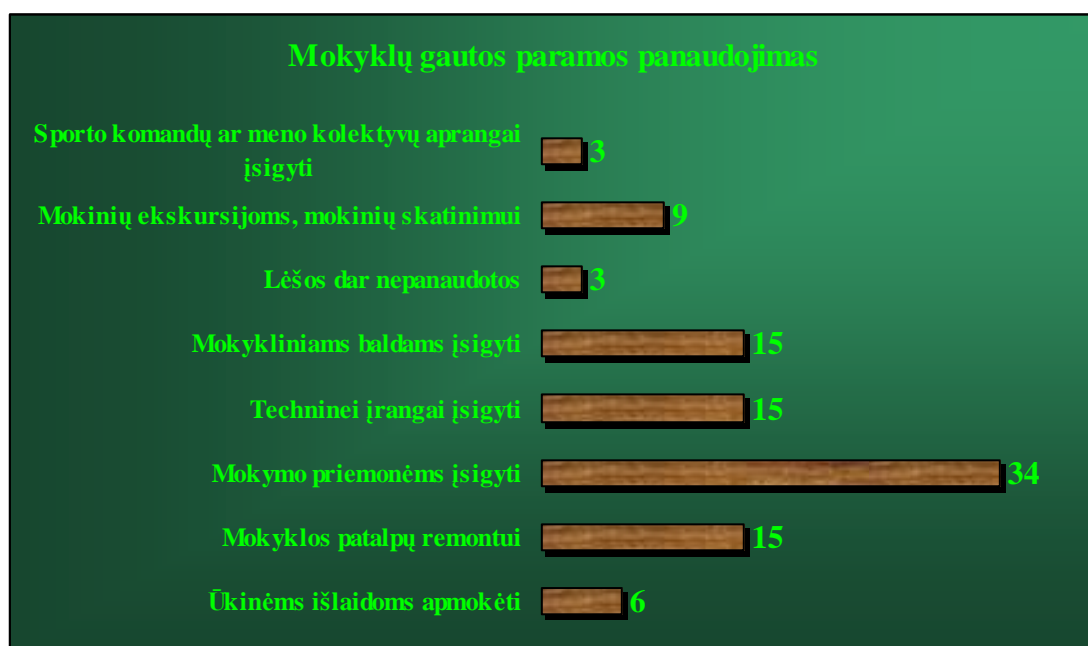 Mokyklų gautos paramos panaudojimas
Sporto komandų ar meno kolektyvų aprangai
įsigyti
3
Mokinių ekskursijoms, mokinių skatinimui
9
Lėšos dar nepanaudotos
3
Mokykliniams baldams įsigyti
15
Techninei įrangai įsigyti
15
Mokymo priemonėms įsigyti
34
Mokyklos patalpų remontui
15
Ūkinėms išlaidoms apmokėti
6